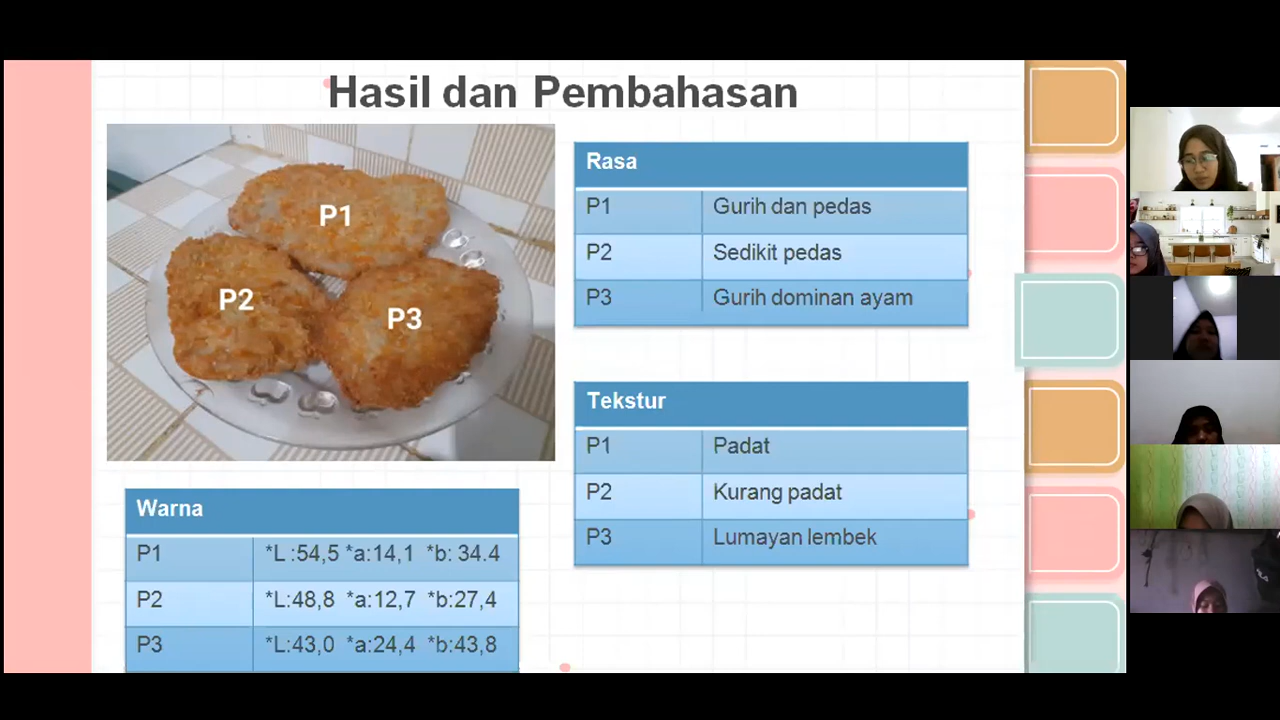 Hasil dan Pembahasan
P1
P2
P3
Rasa
P1 Gurih dan pedas
P2 Sedikit pedas
P3 Gurih dominan ayam
Tekstur
P1 Padat
P2 Kurang padat
P3 Lumayan lembek
Warna
P1 *L :54,5 *a:14,1 *b: 34.4
P2 *L:48,8 *a:12,7 *b:27,4
P3 *L:43,0 *a:24,4 *b:43,8